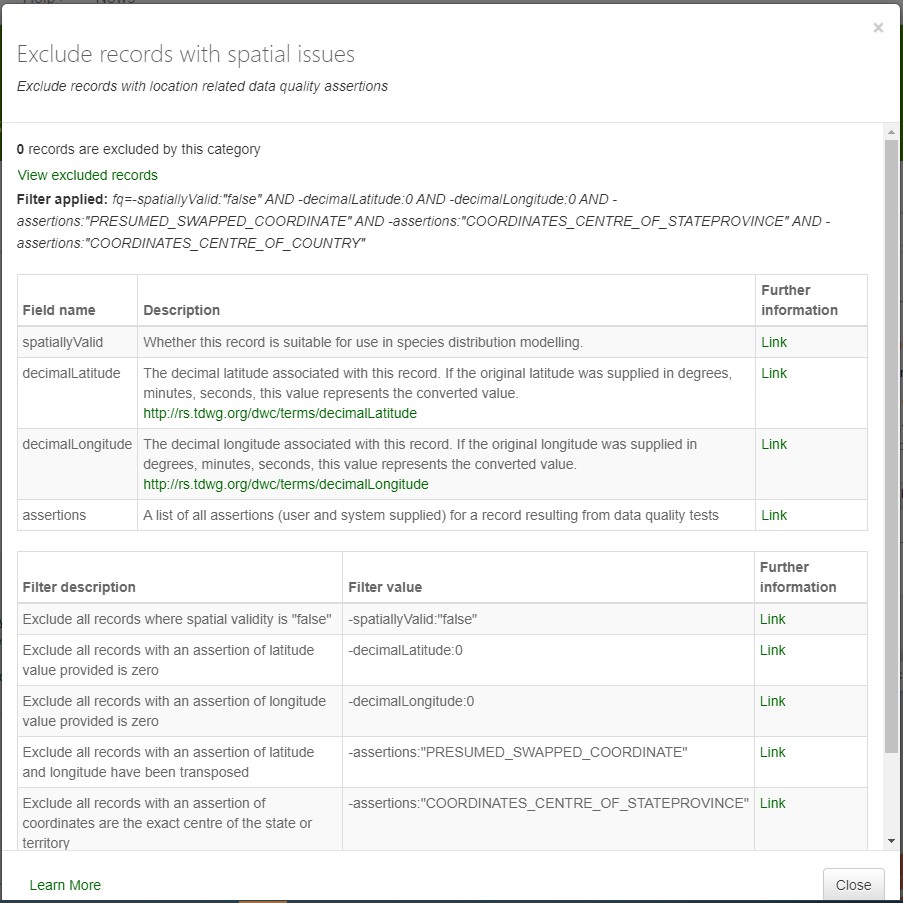 Help News
×
Exclude records with spatial issues
Exclude records with location related data quality assertions
0 records are excluded by this category
View excluded records
Filter applied: fq=-spatiallyValid:"false" AND -decimalLatitude:0 AND -decimalLongitude:0 AND -
assertions:"PRESUMED_SWAPPED_COORDINATE" AND -assertions:"COORDINATES_CENTRE_OF_STATEPROVINCE" AND -
assertions:"COORDINATES_CENTRE_OF_COUNTRY"
Further
Field name Description information
spatiallyValid Whether this record is suitable for use in species distribution modelling. Link
decimalLatitude The decimal latitude associated with this record. If the original latitude was supplied in degrees, Link
minutes, seconds, this value represents the converted value.
http://rs.tdwg.org/dwc/terms/decimalLatitude
decimalLongitude The decimal longitude associated with this record. If the original longitude was supplied in Link
degrees, minutes, seconds, this value represents the converted value.
http://rs.tdwg.org/dwc/terms/decimalLongitude
assertions A list of all assertions (user and system supplied) for a record resulting from data quality tests Link
Further
Filter description Filter value information
Exclude all records where spatial validity is "false" -spatiallyValid:"false" Link
Exclude all records with an assertion of latitude -decimalLatitude:0 Link
value provided is zero
Exclude all records with an assertion of longitude -decimalLongitude:0 Link
value provided is zero
Exclude all records with an assertion of latitude -assertions:"PRESUMED_SWAPPED_COORDINATE" Link
and longitude have been transposed
Exclude all records with an assertion of -assertions:"COORDINATES_CENTRE_OF_STATEPROVINCE" Link
coordinates are the exact centre of the state or
territory
Learn More Close